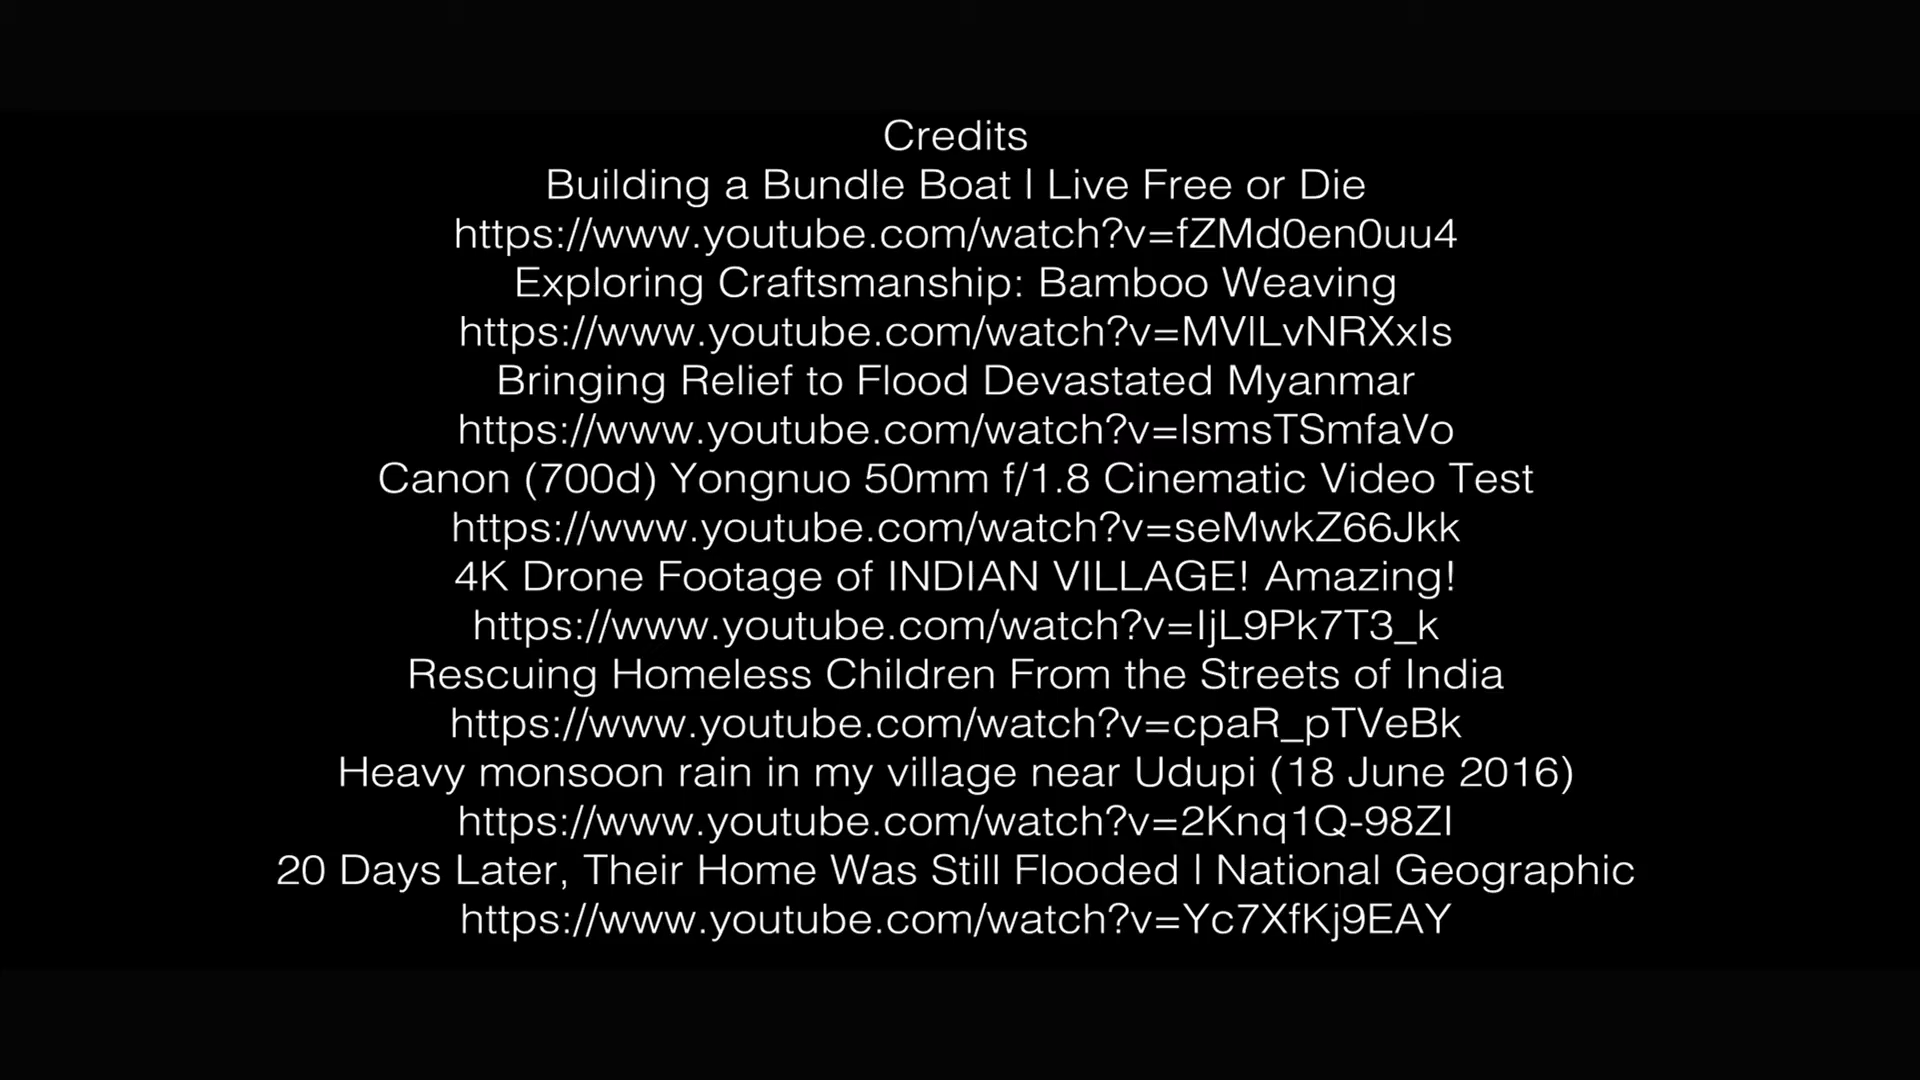 Credits
Building a Bundle Boat | Live Free or Die
https://www.youtube.com/watch?v=fZMd0en0uu4
Exploring Craftsmanship: Bamboo Weaving
https://www.youtube.com/watch?v=MVlLvNRXxIs
Bringing Relief to Flood Devastated Myanmar
https://www.youtube.com/watch?v=lsmsTSmfaVo
Canon (700d) Yongnuo 50mm f/1.8 Cinematic Video Test
https://www.youtube.com/watch?v=seMwkZ66Jkk
4K Drone Footage of INDIAN VILLAGE! Amazing!
https://www.youtube.com/watch?v=IjL9Pk7T3_k
Rescuing Homeless Children From the Streets of India
https://www.youtube.com/watch?v=cpaR_pTVeBk
Heavy monsoon rain in my village near Udupi (18 June 2016)
https://www.youtube.com/watch?v=2Knq1Q-98ZI
20 Days Later, Their Home Was Still Flooded | National Geographic
https://www.youtube.com/watch?v=Yc7XfKj9EAY